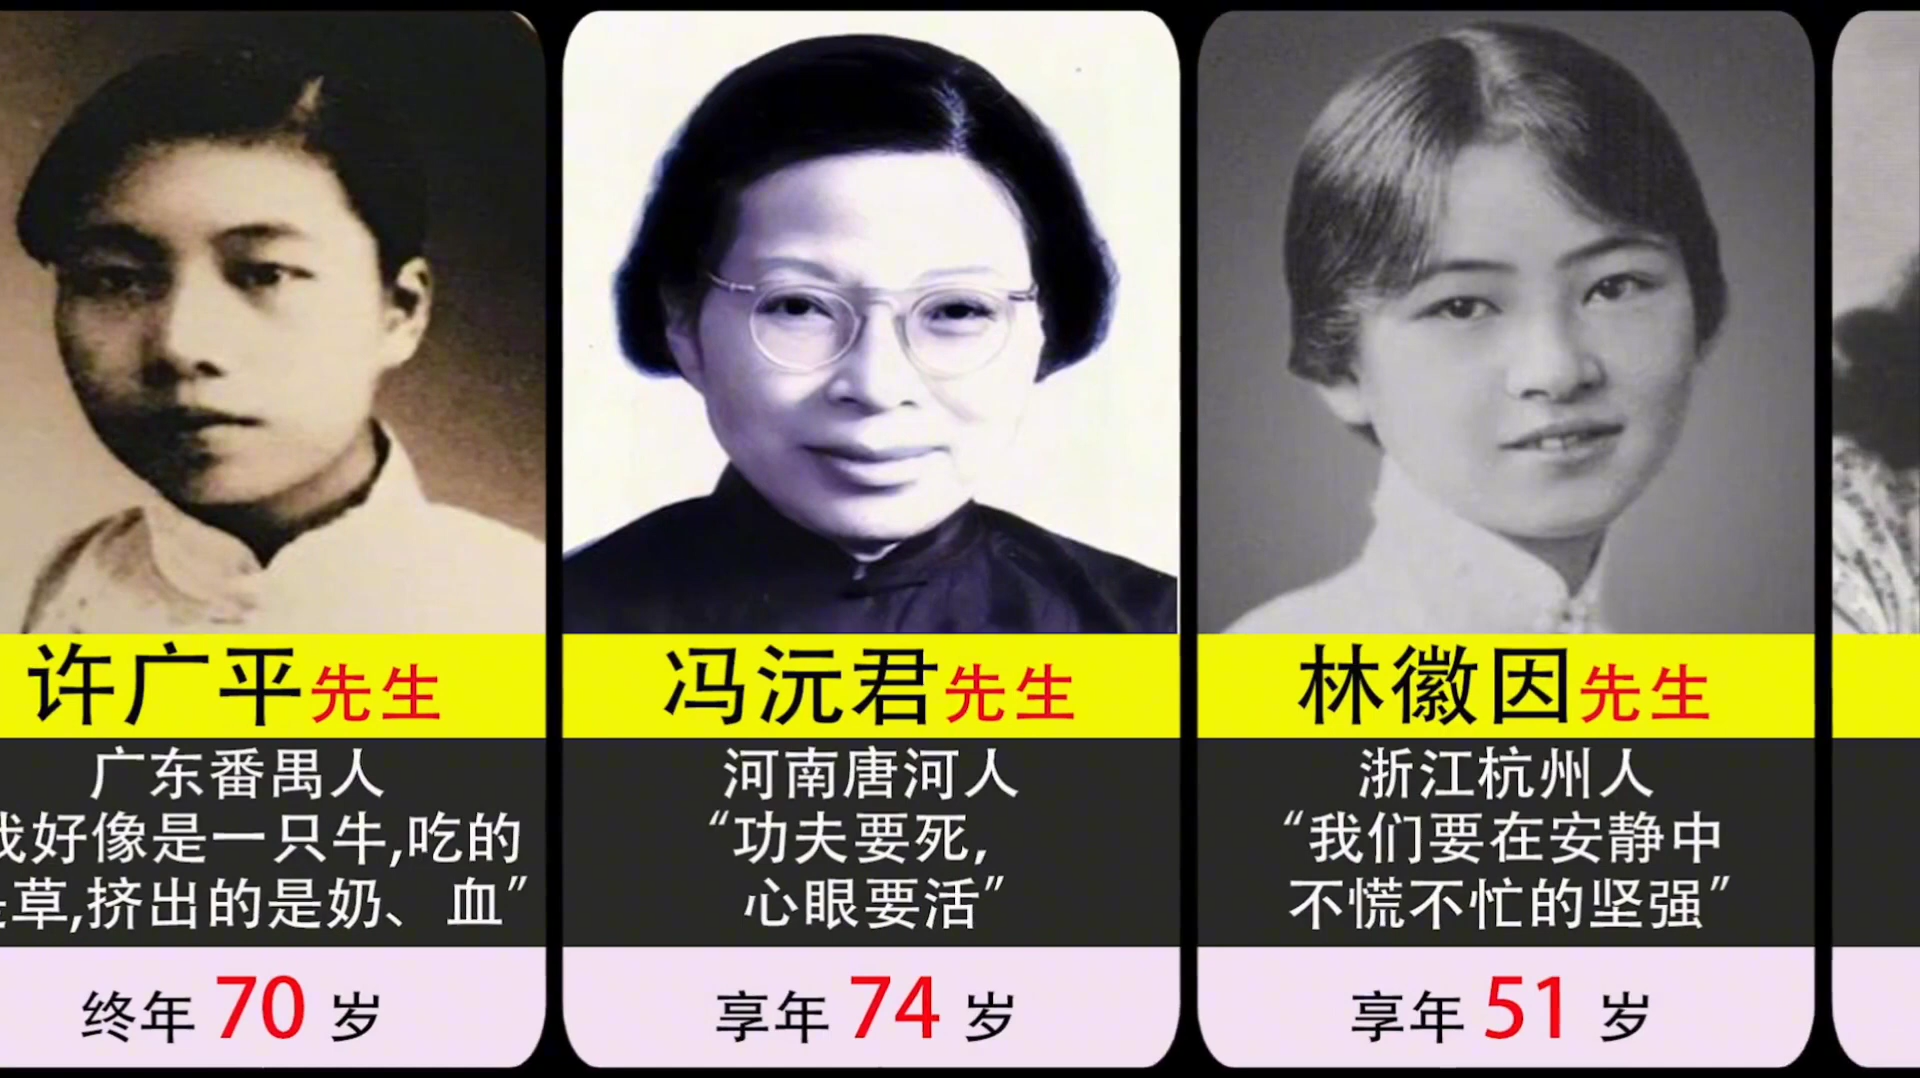 许广平先生
广东番禺人
我好像是一只牛,吃的
是草,挤出的是奶、血”
终年 70 岁
冯沅君先生
河南唐河人
“功夫要死,
心眼要活”
享年 74 岁
林徽因先生
浙江杭州人
“我们要在安静中
不慌不忙的坚强”
享年 51 岁